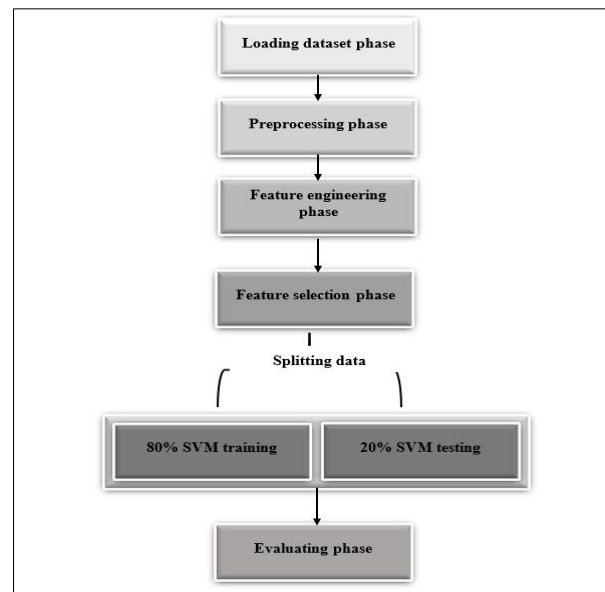 Loading dataset phase
Preprocessing phase
Feature engineering
phase
Feature selection phase
Splitting data
80% SVM training
20% SVM testing
Evaluating phase